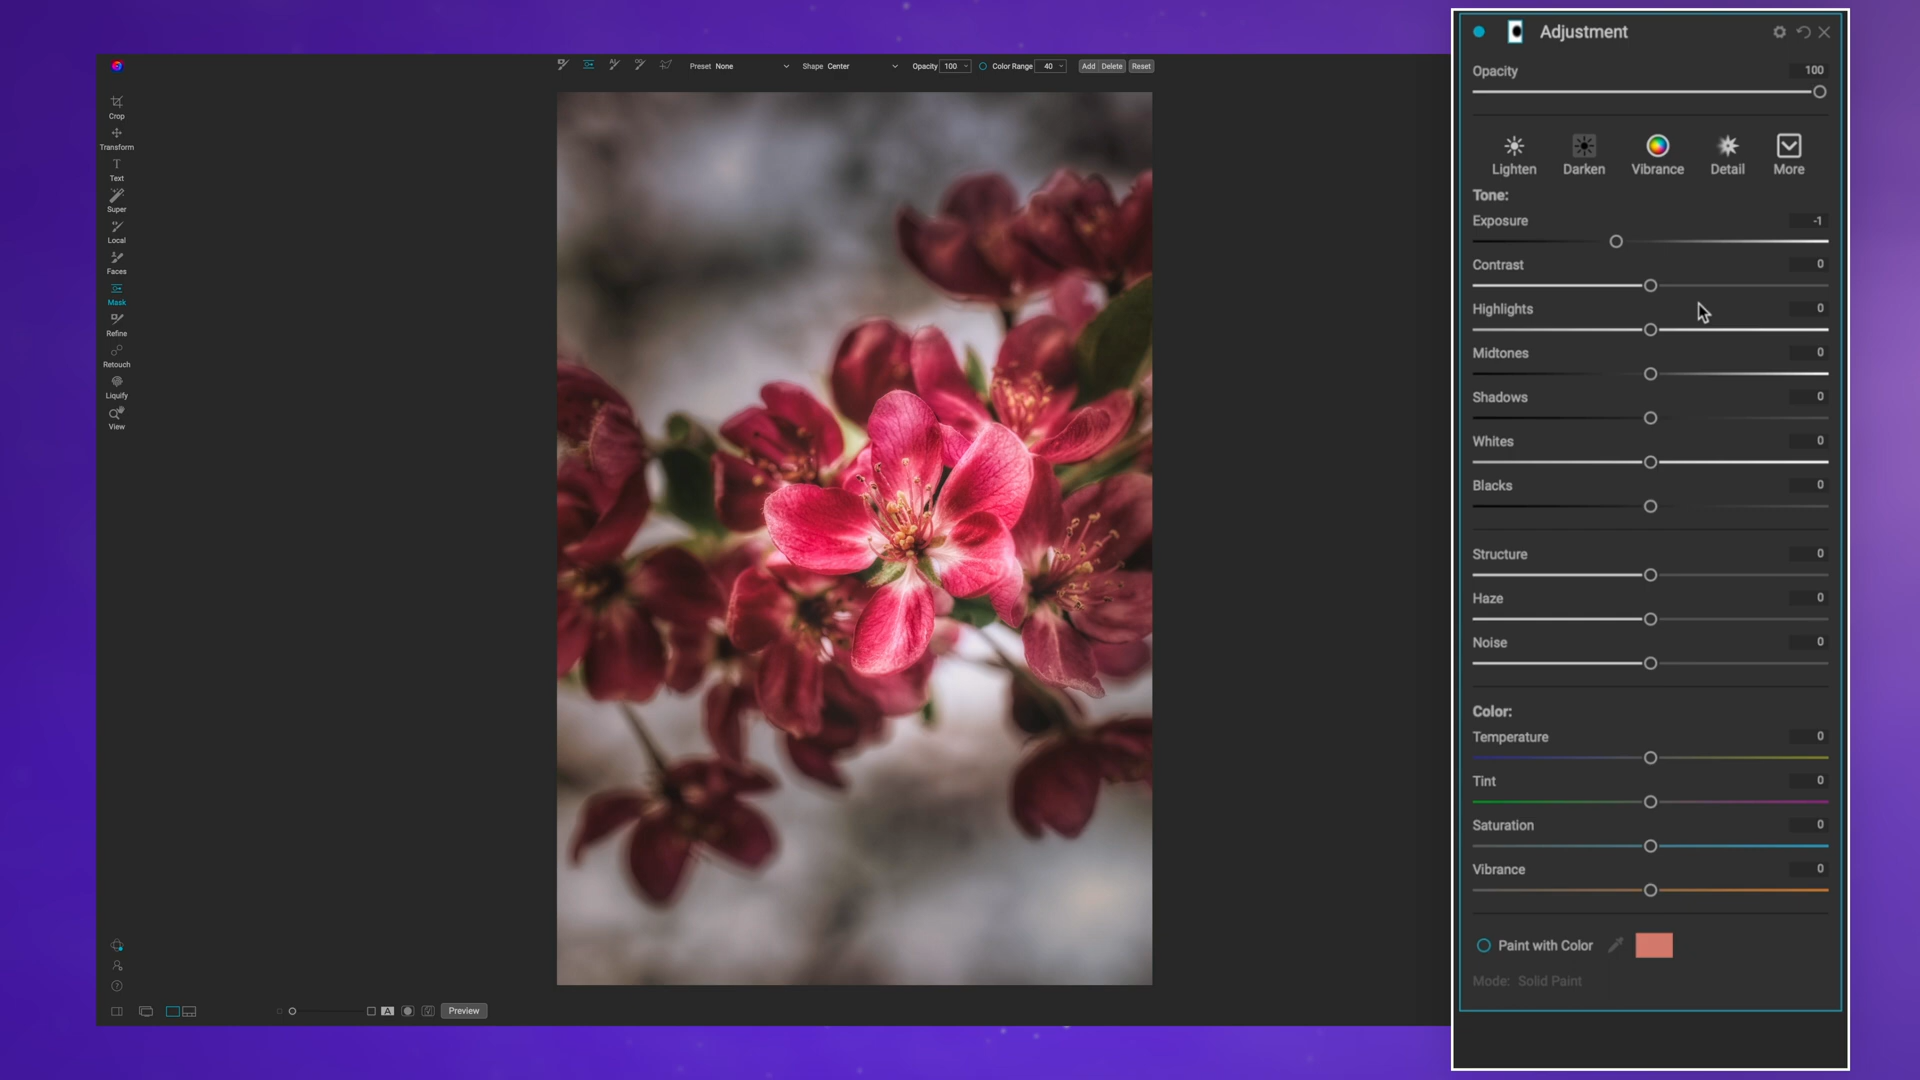 Preset None Shape Center Opacity 100 Color Range 40 Add Delete Reset
Crop
Transform
Text
Super
Local
Faces
Mask
Refine
Retouch
Liquify
View
A Preview
Adjustment
Opacity 100
Lighten Darken Vibrance Detail More
Tone:
Exposure -1
Contrast 0
Highlights 0
Midtones 0
Shadows 0
Whites 0
Blacks 0
Structure 0
Haze 0
Noise 0
Color:
Temperature 0
Tint 0
Saturation 0
Vibrance 0
Paint with Color
Mode: Solid Paint